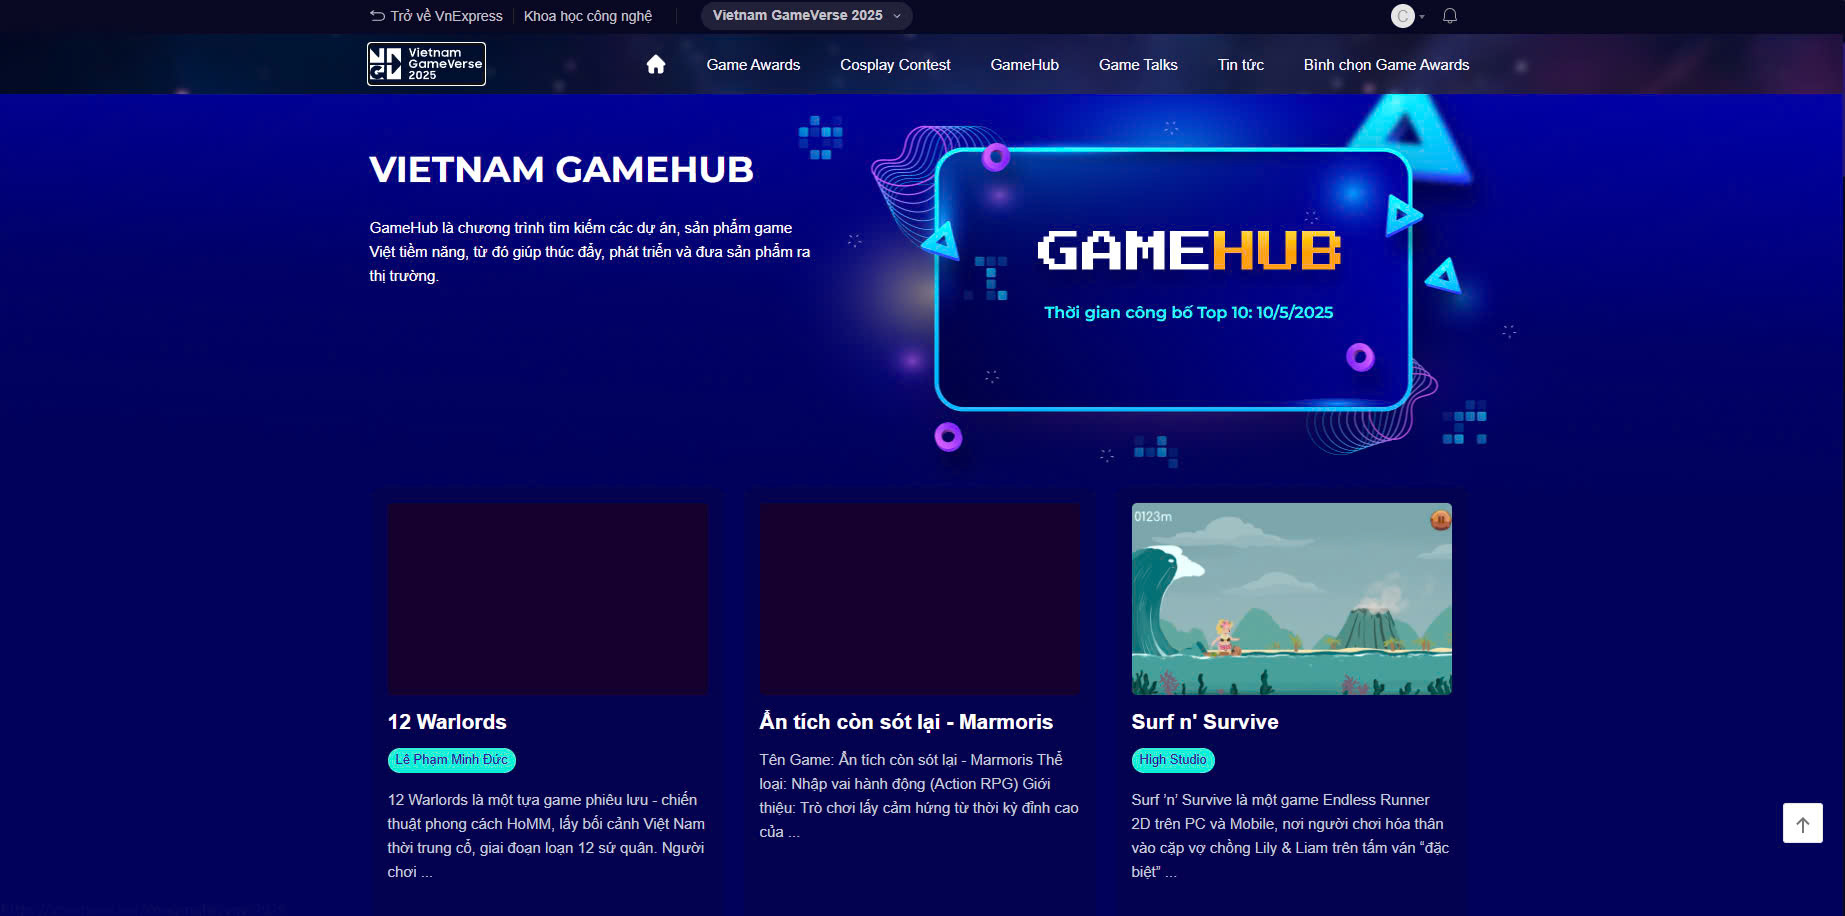 Trở về VnExpress
Khoa học công nghệ
Vietnam GameVerse 2025
C
Vietnam
GameVerse
2025
Game Awards
Cosplay Contest
GameHub
Game Talks
Tin tức
Bình chọn Game Awards
VIETNAM GAMEHUB
GameHub là chương trình tìm kiếm các dự án, sản phẩm game
Việt tiềm năng, từ đó giúp thúc đẩy, phát triển và đưa sản phẩm ra
thị trường.
GAMEHUB
Thời gian công bố Top 10: 10/5/2025
12 Warlords
Lê Phạm Minh Đức
12 Warlords là một tựa game phiêu lưu - chiến
thuật phong cách HoMM, lấy bối cảnh Việt Nam
thời trung cổ, giai đoạn loạn 12 sứ quân. Người
chơi ...
Ấn tích còn sót lại - Marmoris
Tên Game: Ấn tích còn sót lại - Marmoris Thể
loại: Nhập vai hành động (Action RPG) Giới
thiệu: Trò chơi lấy cảm hứng từ thời kỳ đỉnh cao
của ...
0123m
Surf n' Survive
High Studio
Surf ’n’ Survive là một game Endless Runner
2D trên PC và Mobile, nơi người chơi hóa thân
vào cặp vợ chồng Lily & Liam trên tấm ván “đặc
biệt” ...